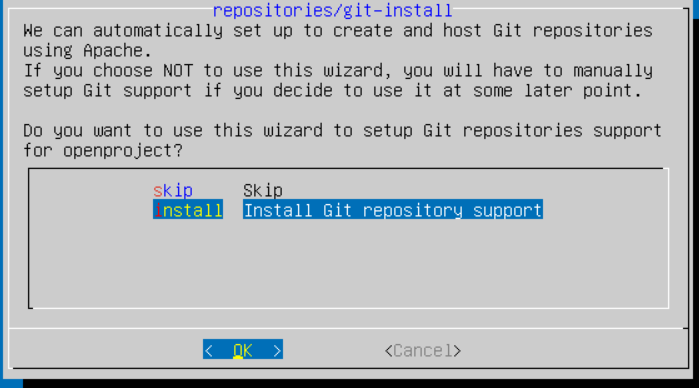 repositories/git-install
We can automatically set up to create and host Git repositories
using Apache.
If you choose NOT to use this wizard, you will have to manually
setup Git support if you decide to use it at some later point.
Do you want to use this wizard to setup Git repositories support
for openproject?
skip Skip
install Install Git repository support
< OK > <Cancel>